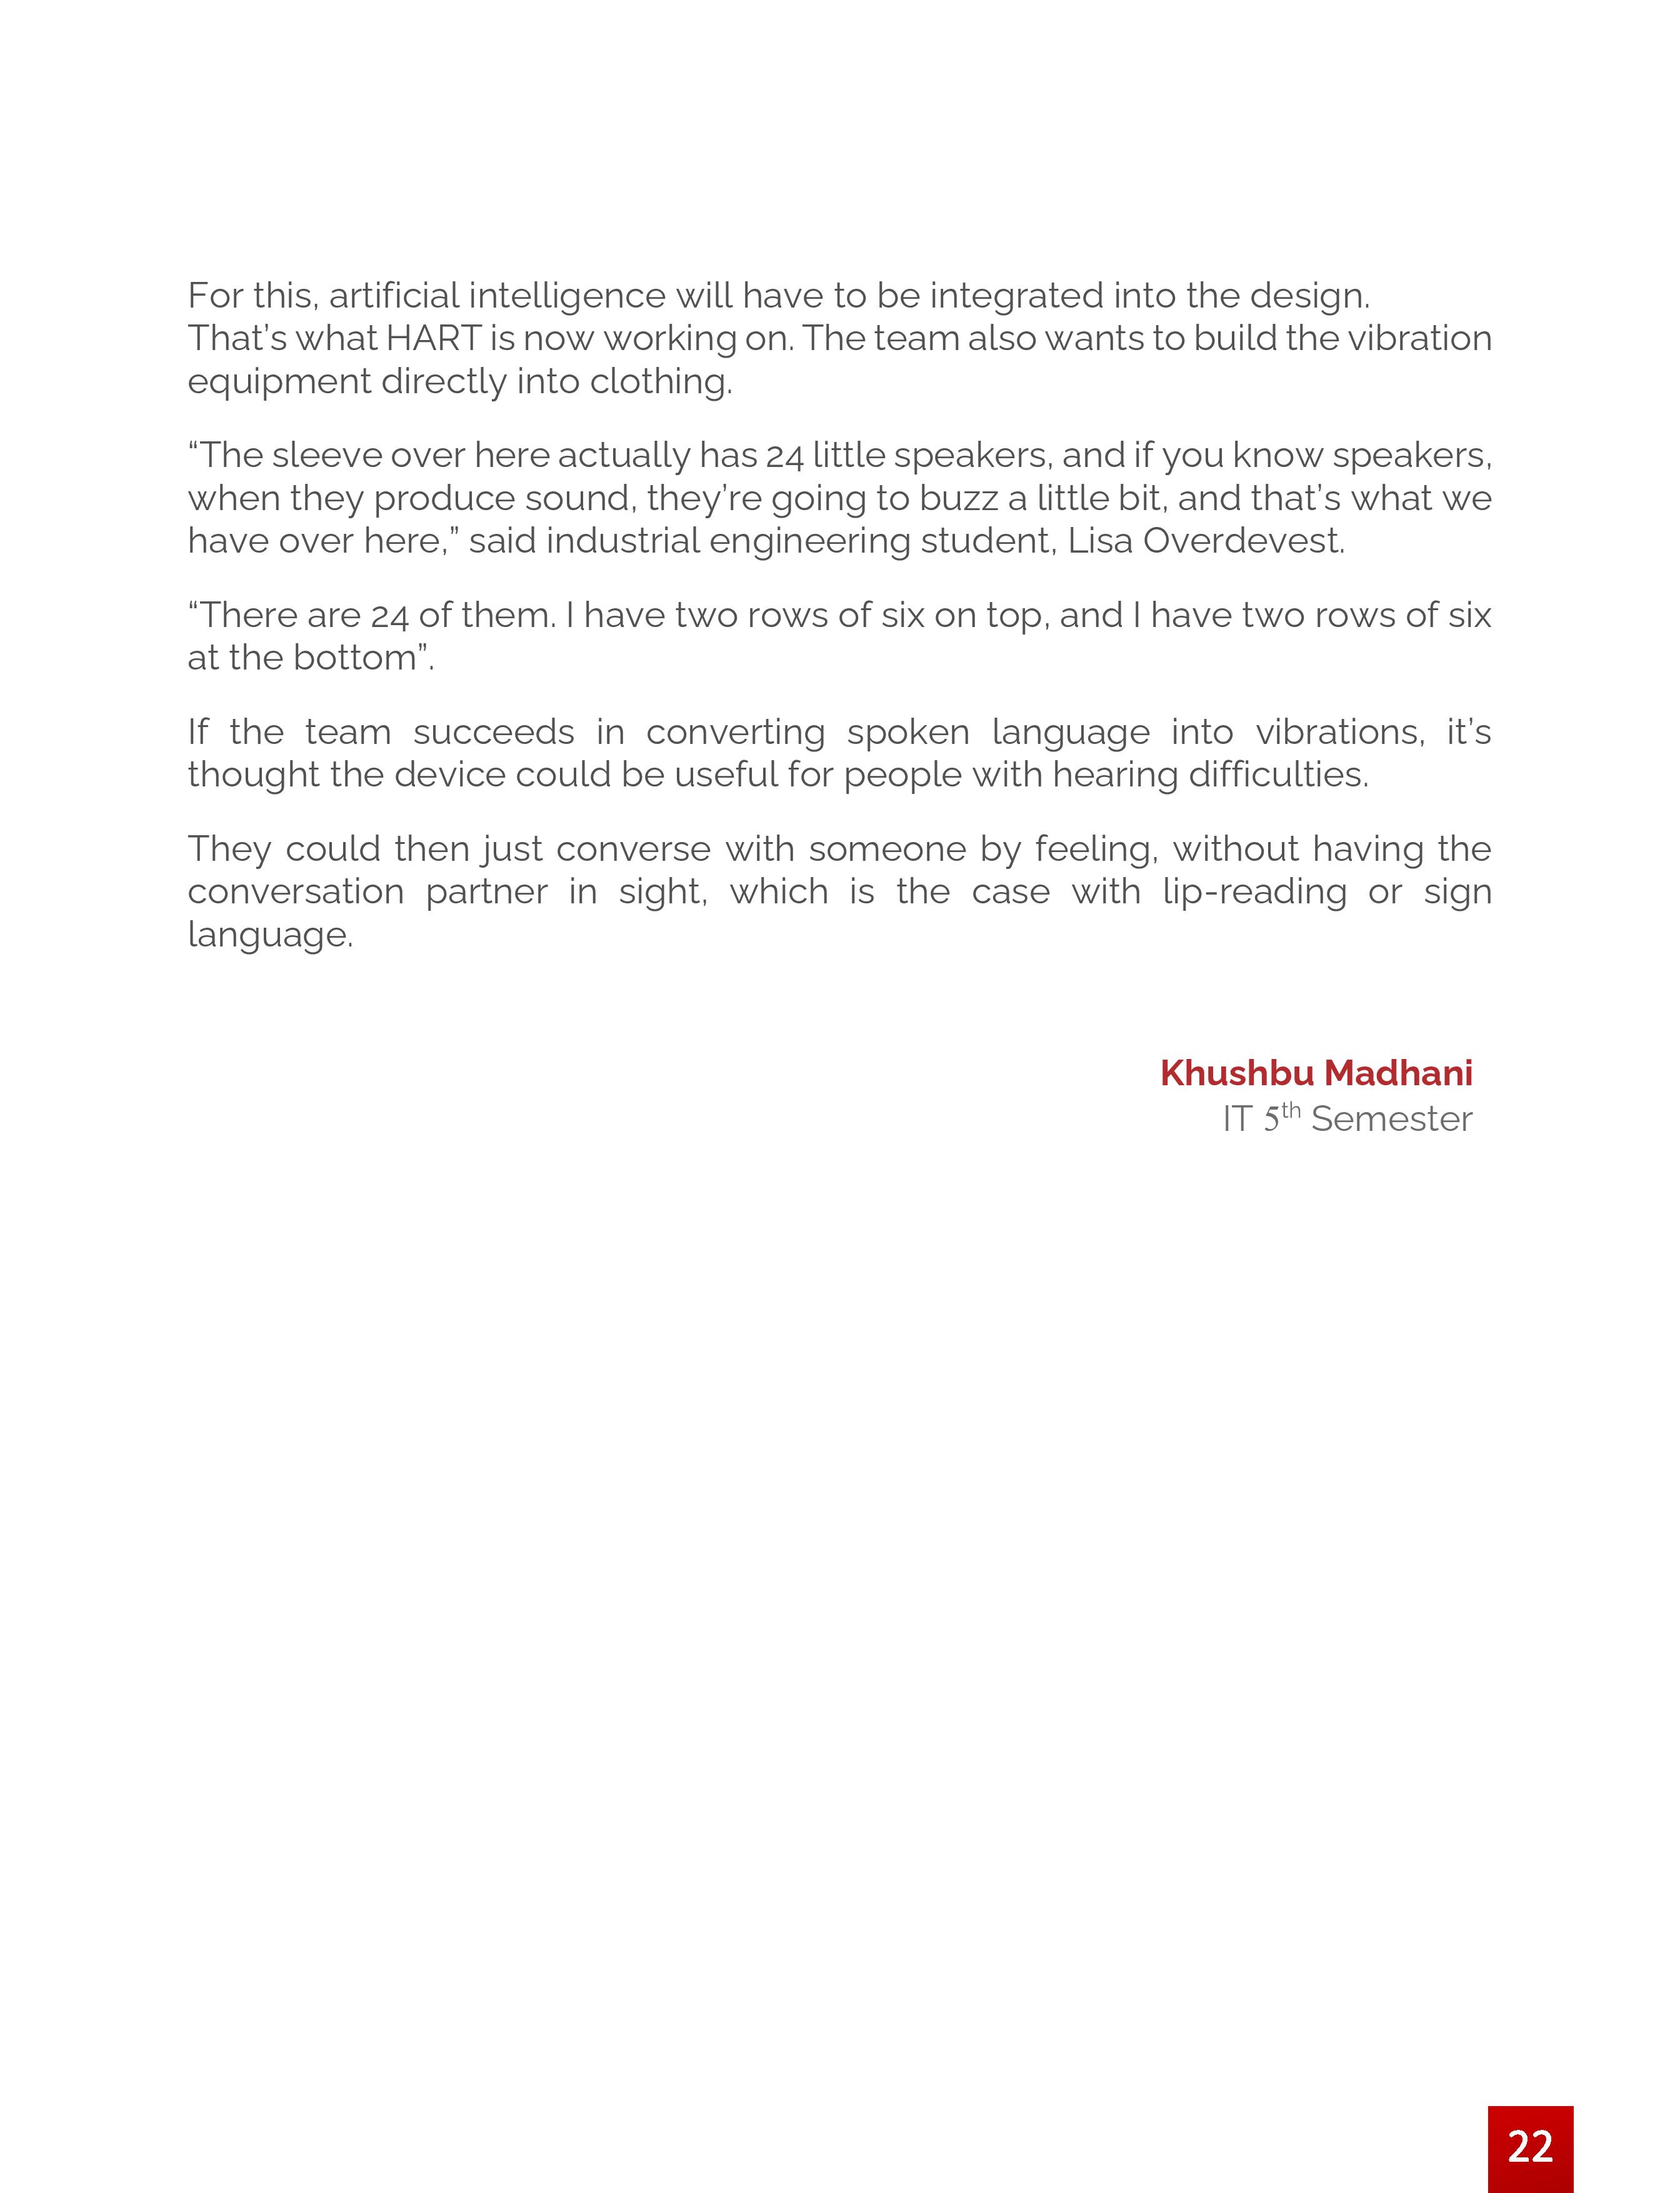 For this, artificial intelligence will have to be integrated into the design.
That’s what HART is now working on. The team also wants to build the vibration
equipment directly into clothing.
“The sleeve over here actually has 24 little speakers, and if you know speakers,
when they produce sound, they’re going to buzz a little bit, and that’s what we
have over here,” said industrial engineering student, Lisa Overdevest.
“There are 24 of them. I have two rows of six on top, and I have two rows of six
at the bottom”.
If the team succeeds in converting spoken language into vibrations, it’s
thought the device could be useful for people with hearing difficulties.
They could then just converse with someone by feeling, without having the
conversation partner in sight, which is the case with lip-reading or sign
language.
Khushbu Madhani
IT 5th Semester
22